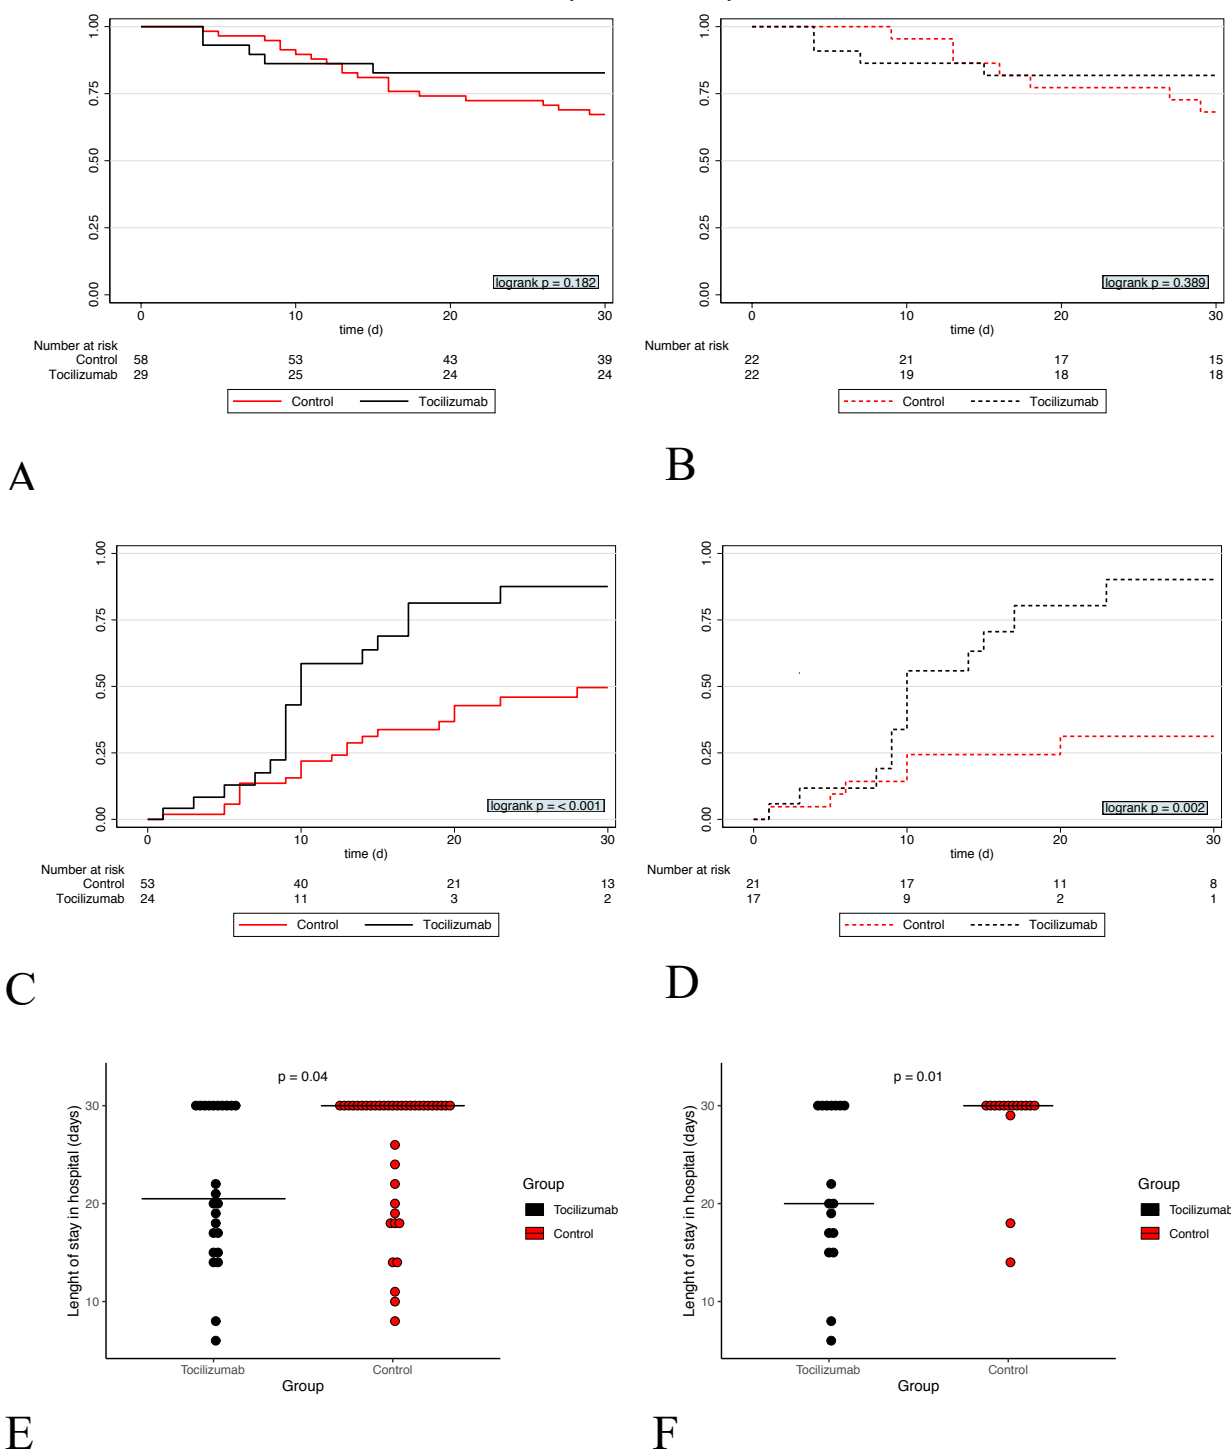 1.00
0.75
0.50
0.25
0.00
logrank p = 0.182
0 10 20 30
time (d)
Number at risk
Control 58 53 43 39
Tocilizumab 29 25 24 24
Control Tocilizumab
A
1.00
0.75
0.50
0.25
0.00
logrank p = 0.389
0 10 20 30
time (d)
Number at risk
22 21 17 15
22 19 18 18
Control Tocilizumab
B
1.00
0.75
0.50
0.25
0.00
logrank p = < 0.001
0 10 20 30
time (d)
Number at risk
Control 53 40 21 13
Tocilizumab 24 11 3 2
Control Tocilizumab
C
1.00
0.75
0.50
0.25
0.00
logrank p = 0.002
0 10 20 30
time (d)
Number at risk
21 17 11 8
17 9 2 1
Control Tocilizumab
D
p = 0.04
Lenght of stay in hospital (days)
30
20
10
Tocilizumab Control
Group
Group
Tocilizumab
Control
E
p = 0.01
Lenght of stay in hospital (days)
30
20
10
Tocilizumab Control
Group
Group
Tocilizumab
Control
F